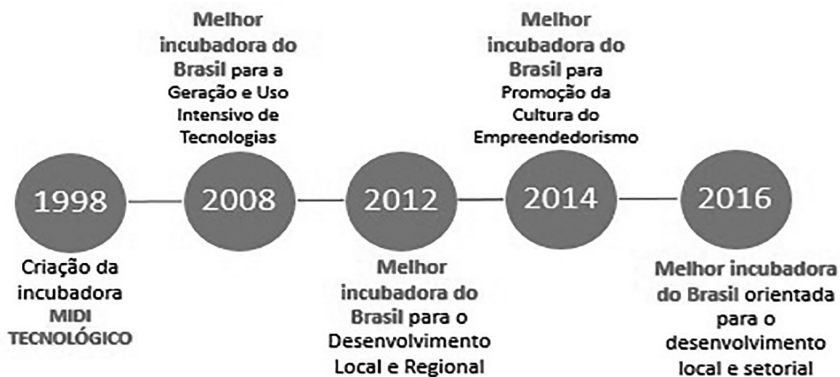 1998
Criação da
incubadora
MIDI
TECNOLÓGICO
Melhor
incubadora do
Brasil para a
Geração e Uso
Intensivo de
Tecnologias
2008
2012
Melhor
incubadora do
Brasil para o
Desenvolvimento
Local e Regional
Melhor
incubadora do
Brasil para
Promoção da
Cultura do
Empreendedorismo
2014
2016
Melhor incubadora
do Brasil orientada
para o
desenvolvimento
local e setorial